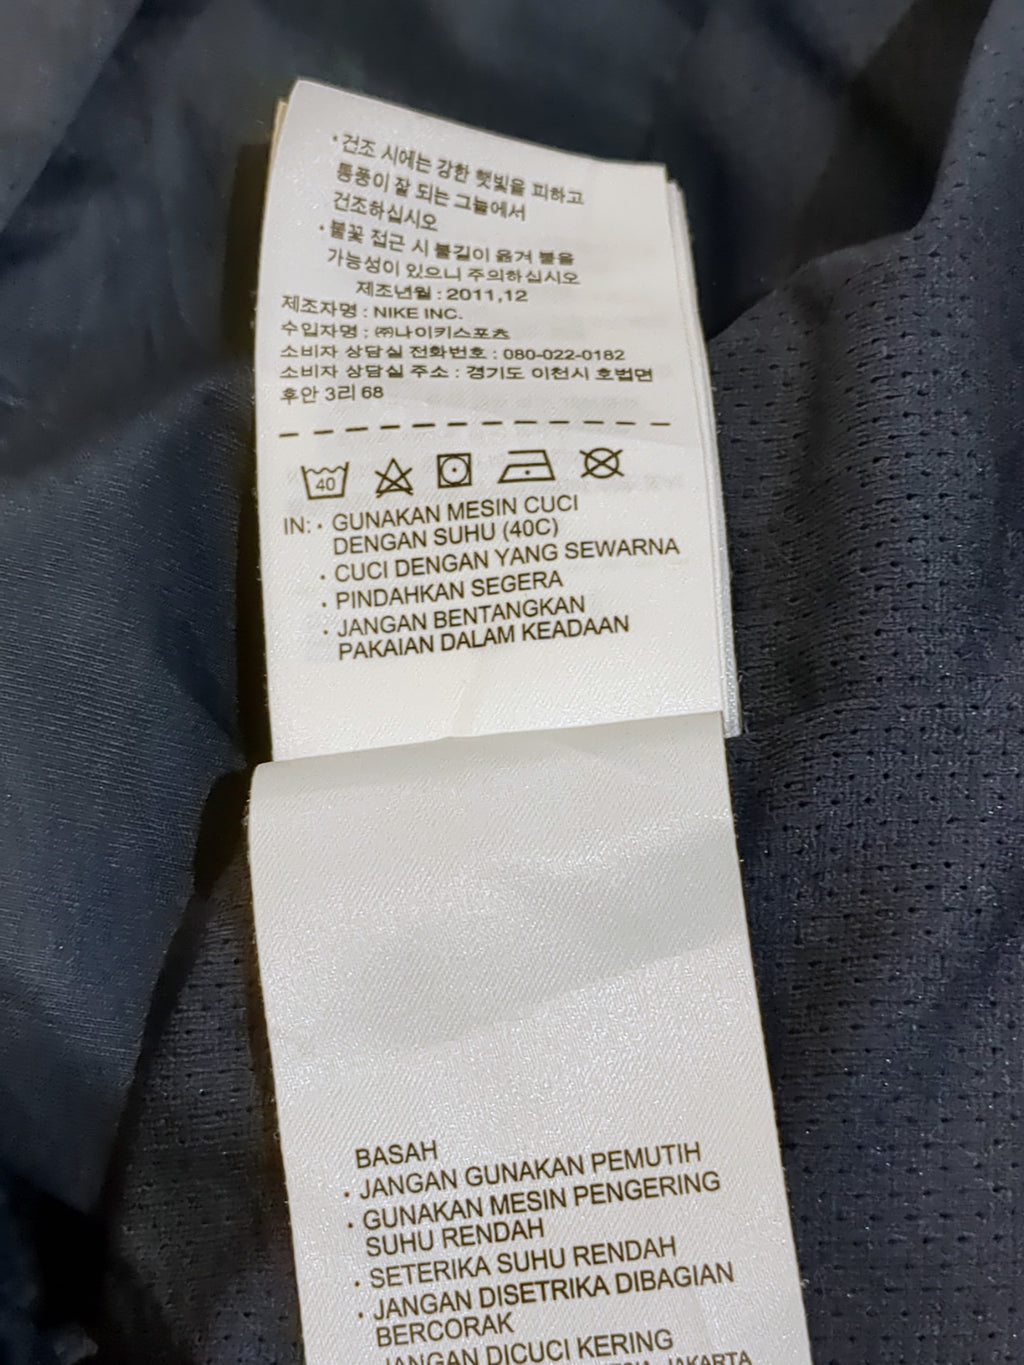 · 건조 시에는 강한 햇빛을 피하고
통풍이 잘 되는 그늘에서
건조하십시오
· 불꽃 접근 시 불길이 옮겨 붙을
가능성이 있으니 주의하십시오
제조년월 : 2011,12
제조자명 : NIKE INC.
수입자명 : ㈜나이키스포츠
소비자 상담실 전화번호 : 080-022-0182
소비자 상담실 주소 : 경기도 이천시 호법면
후안 3리 68
40
IN: · GUNAKAN MESIN CUCI
DENGAN SUHU (40C)
· CUCI DENGAN YANG SEWARNA
· PINDAHKAN SEGERA
· JANGAN BENTANGKAN
PAKAIAN DALAM KEADAAN
BASAH
· JANGAN GUNAKAN PEMUTIH
· GUNAKAN MESIN PENGERING
SUHU RENDAH
· SETERIKA SUHU RENDAH
· JANGAN DISETRIKA DIBAGIAN
BERCORAK
JANGAN DICUCI KERING
JAKARTA